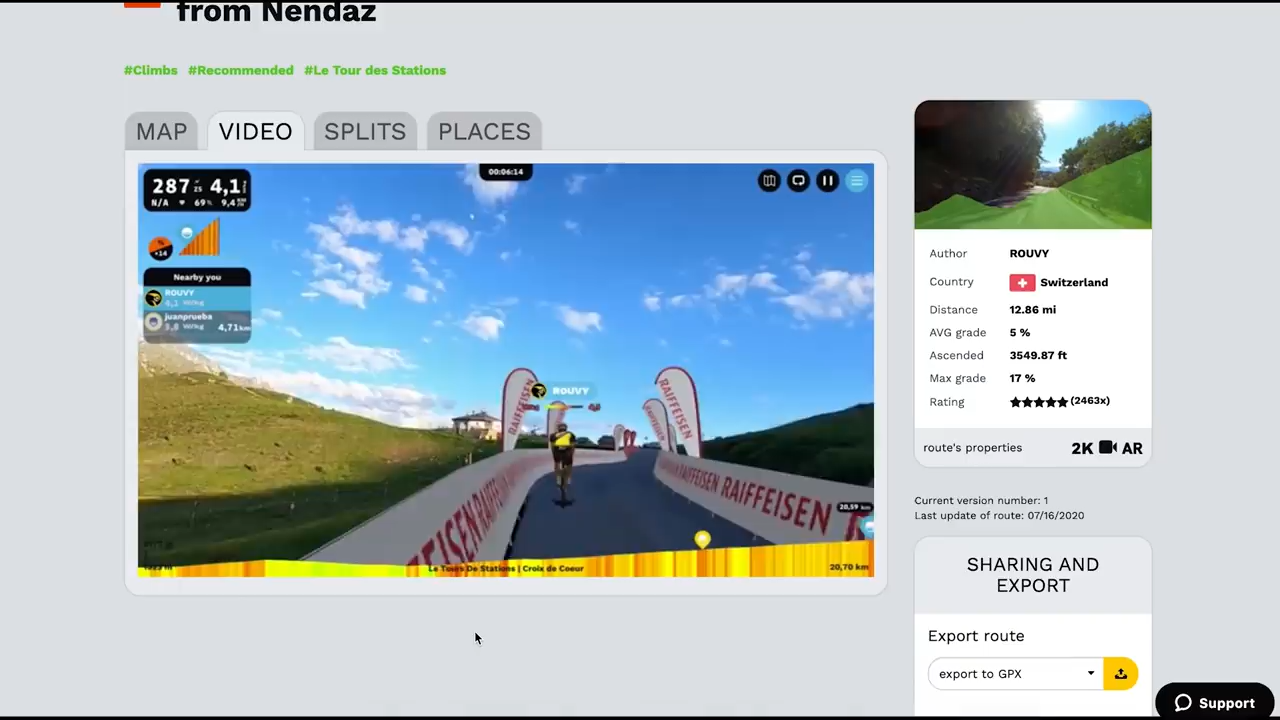 from Nendaz
#Climbs #Recommended #Le Tour des Stations
MAP
VIDEO
SPLITS
PLACES
00:06:14
287 4,1
N/A 69% 9,4
Nearby you
ROUVY
juanprueba
4,71km
ROUVY
RAIFFEISEN
RAIFFEISEN
RAIFFEISEN RAIFFEISEN
20,59 km
Le Tours De Stations | Croix de Coeur
20,70 km
Author ROUVY
Country Switzerland
Distance 12.86 mi
AVG grade 5 %
Ascended 3549.87 ft
Max grade 17 %
Rating ★★★★★ (2463x)
route's properties 2K AR
Current version number: 1
Last update of route: 07/16/2020
SHARING AND
EXPORT
Export route
export to GPX
Support